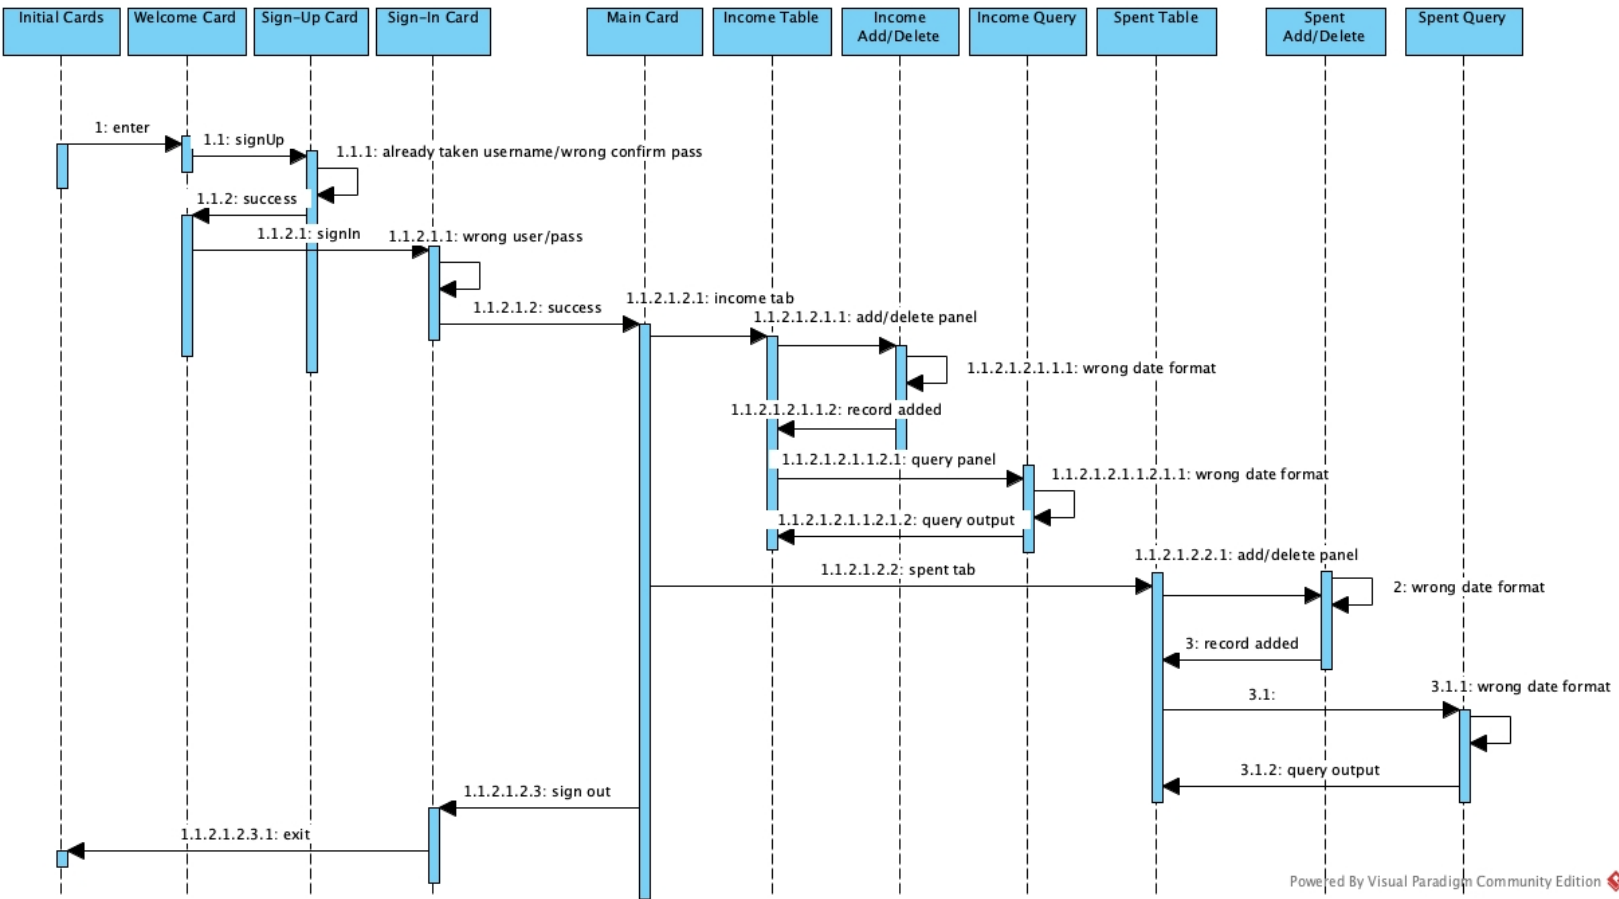 Initial Cards
Welcome Card
Sign-Up Card
Sign-In Card
Main Card
Income Table
Income
Add/Delete
Income Query
Spent Table
Spent
Add/Delete
Spent Query
1: enter
1.1: signUp
1.1.1: already taken username/wrong confirm pass
1.1.2: success
1.1.2.1: signIn
1.1.2.1.1: wrong user/pass
1.1.2.1.2: success
1.1.2.1.2.1: income tab
1.1.2.1.2.1.1: add/delete panel
1.1.2.1.2.1.1.1: wrong date format
1.1.2.1.2.1.1.2: record added
1.1.2.1.2.1.1.2.1: query panel
1.1.2.1.2.1.1.2.1.1: wrong date format
1.1.2.1.2.1.1.2.1.2: query output
1.1.2.1.2.2.1: add/delete panel
1.1.2.1.2.2: spent tab
2: wrong date format
3: record added
3.1.1: wrong date format
3.1:
3.1.2: query output
1.1.2.1.2.3: sign out
1.1.2.1.2.3.1: exit
Powered By Visual Paradigm Community Edition